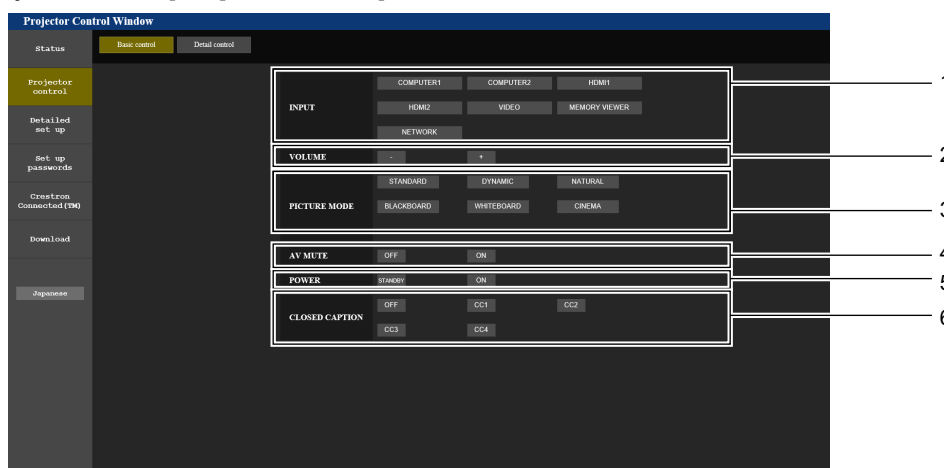 Projector Control Window
Status
Basic control
Detail control
Projector
control
Detailed
set up
Set up
passwords
Crestron
Connected(TM)
Download
Japanese
INPUT
COMPUTER1 COMPUTER2 HDMI1
HDMI2 VIDEO MEMORY VIEWER
NETWORK
VOLUME - +
PICTURE MODE
STANDARD DYNAMIC NATURAL
BLACKBOARD WHITEBOARD CINEMA
AV MUTE OFF ON
POWER STANDBY ON
CLOSED CAPTION
OFF CC1 CC2
CC3 CC4
1
2
3
4
5
6